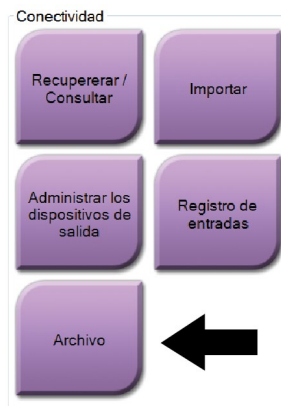 Conectividad
Recupererar /
Consultar
Importar
Administrar los
dispositivos de
salida
Registro de
entradas
Archivo